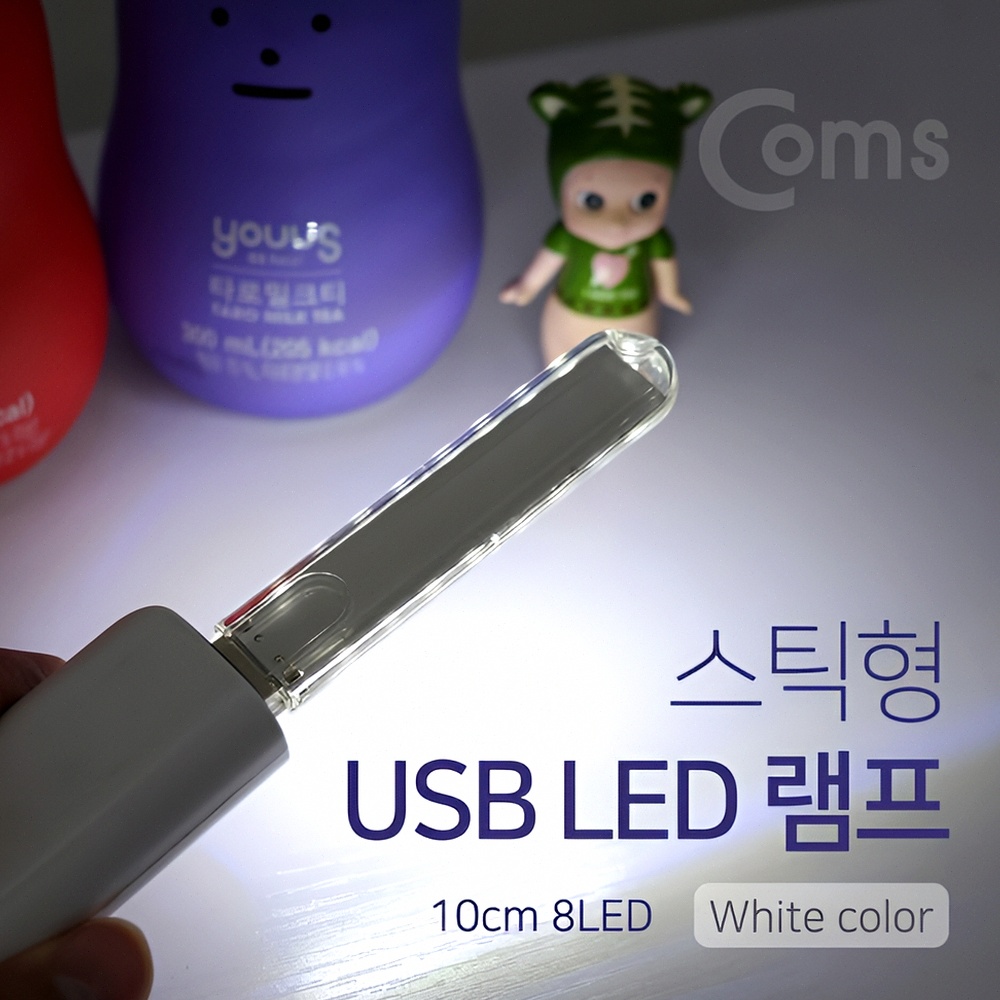 Coms
youus
타로밀크티
TARO MILK TEA
300 mL(205 kcal)
cal)
스틱형
USB LED 램프
10cm 8LED
White color